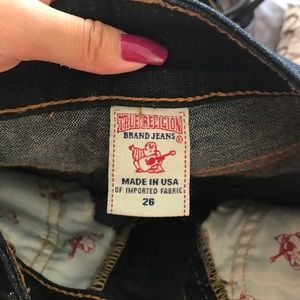 TRUE RELIGION
BRAND JEANS ®
MADE IN USA
OF IMPORTED FABRIC
26